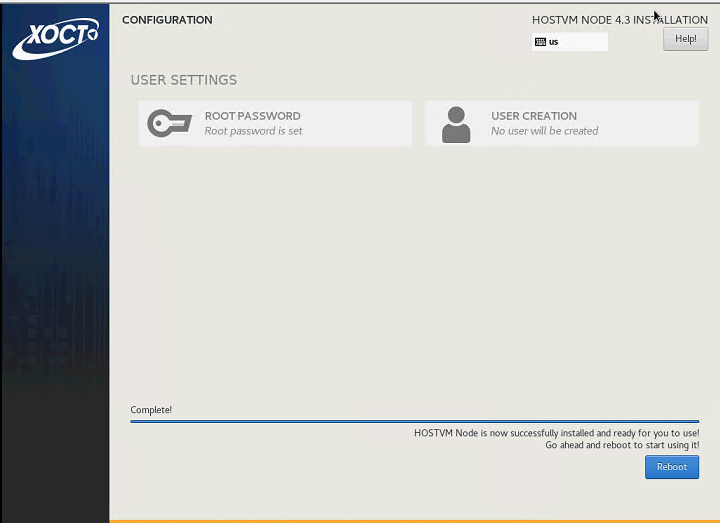 XOCT
CONFIGURATION
HOSTVM NODE 4.3 INSTALLATION
us
Help!
USER SETTINGS
ROOT PASSWORD
Root password is set
USER CREATION
No user will be created
Complete!
HOSTVM Node is now successfully installed and ready for you to use!
Go ahead and reboot to start using it!
Reboot